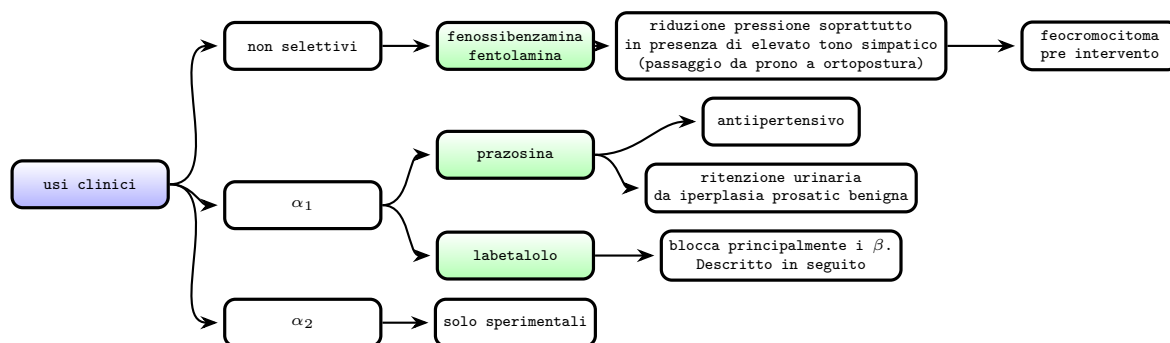 usi clinici
non selettivi
fenossibenzamina
fentolamina
riduzione pressione soprattutto
in presenza di elevato tono simpatico
(passaggio da prono a ortopostura)
feocromocitoma
pre intervento
α₁
prazosina
antiipertensivo
ritenzione urinaria
da iperplasia prosatic benigna
labetalolo
blocca principalmente i β.
Descritto in seguito
α₂
solo sperimentali